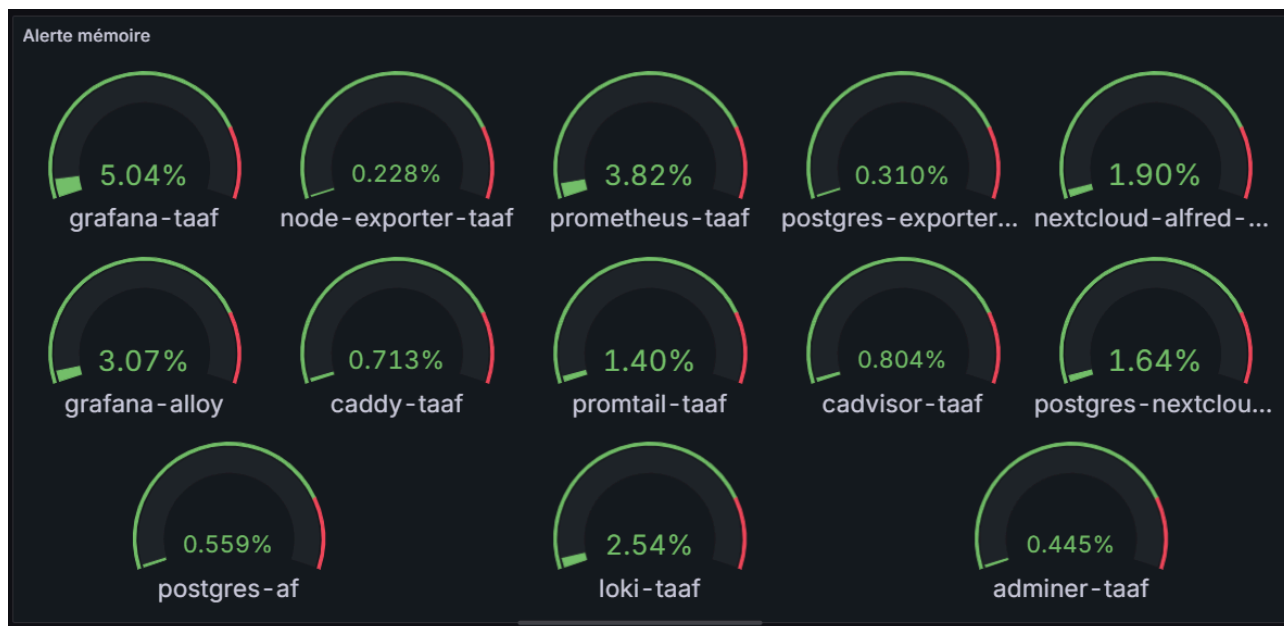 Alerte mémoire
5.04%
0.228%
3.82%
0.310%
1.90%
grafana-taaf
node-exporter-taaf
prometheus-taaf
postgres-exporter...
nextcloud-alfred-...
3.07%
0.713%
1.40%
0.804%
1.64%
grafana-alloy
caddy-taaf
promtail-taaf
cadvisor-taaf
postgres-nextclou...
0.559%
2.54%
0.445%
postgres-af
loki-taaf
adminer-taaf